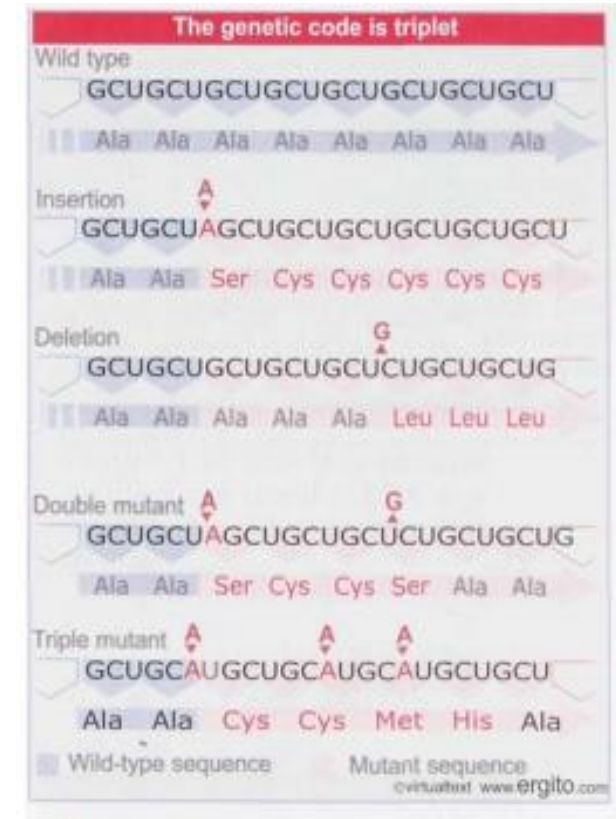 The genetic code is triplet
Wild type
GCUGCUGCUGCUGCUGCUGCUGCU
Ala Ala Ala Ala Ala Ala Ala Ala
A
Insertion
GCUGCUAGCUGCUGCUGCUGCUGCU
Ala Ala Ser Cys Cys Cys Cys Cys
G
Deletion
GCUGCUGCUGCUGCUCUGCUGCUG
Ala Ala Ala Ala Ala Leu Leu Leu
Double mutant A G
GCUGCUAGCUGCUGCUCUGCUGCUG
Ala Ala Ser Cys Cys Ser Ala Ala
Triple mutant A A A
GCUGCAUGCUGCAUGCAUGCUGCU
Ala Ala Cys Cys Met His Ala
Wild-type sequence Mutant sequence
©virtualtext www.ergito.com